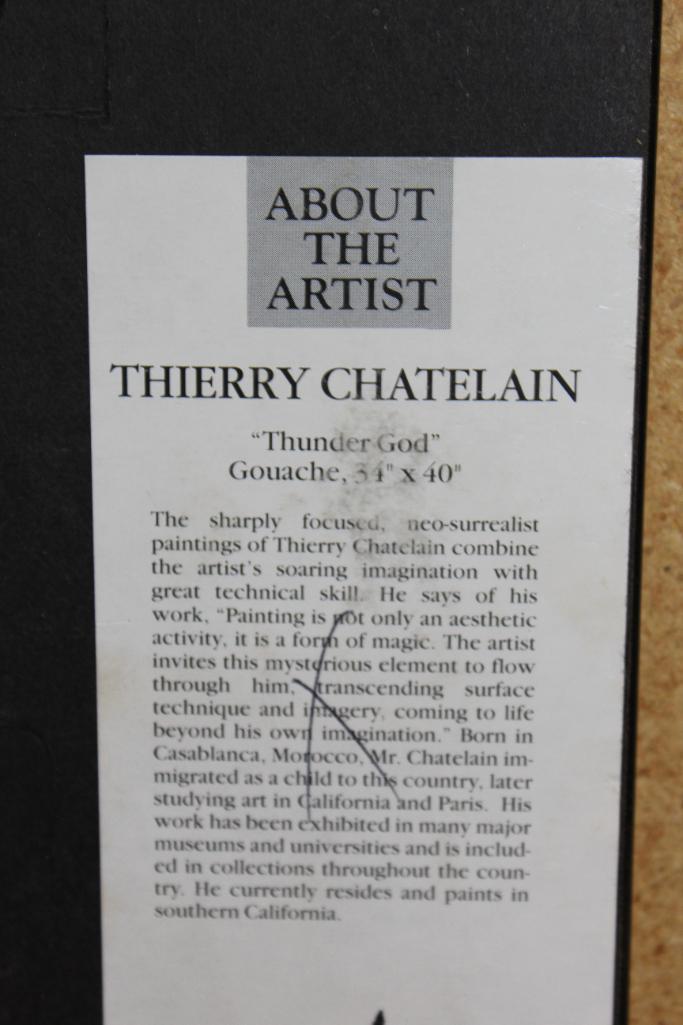 ABOUT
THE
ARTIST
THIERRY CHATELAIN
“Thunder God”
Gouache, 34" x 40"
The sharply focused, neo-surrealist
paintings of Thierry Chatelain combine
the artist's soaring imagination with
great technical skill. He says of his
work, “Painting is not only an aesthetic
activity, it is a form of magic. The artist
invites this mysterious element to flow
through him, transcending surface
technique and imagery, coming to life
beyond his own imagination.” Born in
Casablanca, Morocco, Mr. Chatelain im-
migrated as a child to this country, later
studying art in California and Paris. His
work has been exhibited in many major
museums and universities and is includ-
ed in collections throughout the coun-
try. He currently resides and paints in
southern California.